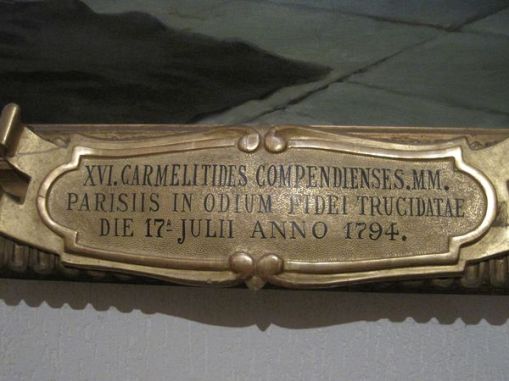 XVI. CARMELITIDES COMPENDIENSES. MM.
PARISIIS IN ODIUM FIDEI TRUCIDATAE
DIE 17ª JULII ANNO 1794.